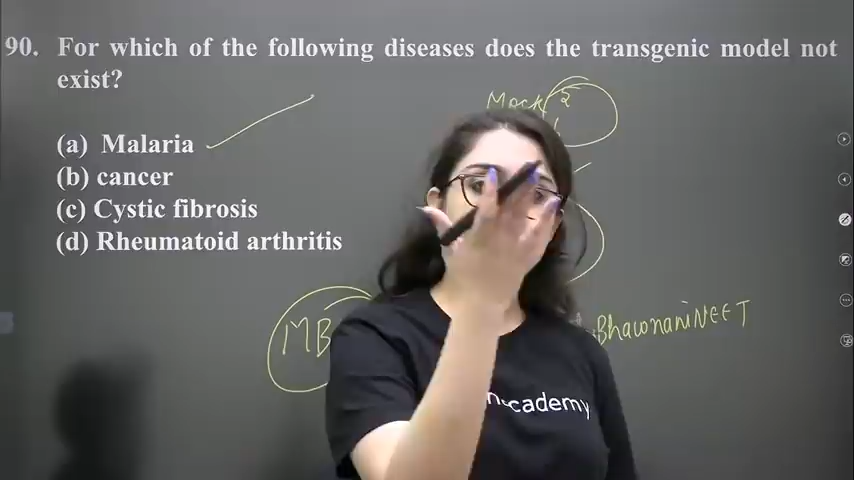 90. For which of the following diseases does the transgenic model not
exist?
Mock 2
(a) Malaria
(b) cancer
(c) Cystic fibrosis
(d) Rheumatoid arthritis
MB
BhawnaniNEET
cademy